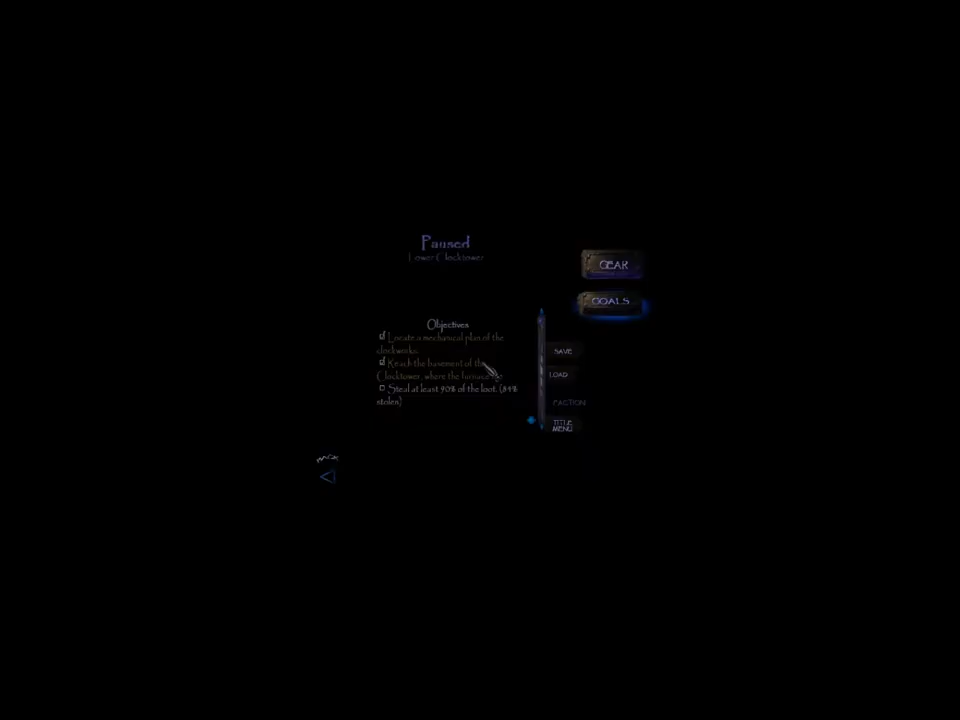 Paused
Lower Clocktower
GEAR
GOALS
Objectives
Locate a mechanical plan of the
clockworks.
Reach the basement of the
Clocktower, where the furnace
Steal at least 90% of the loot. (84%
stolen)
SAVE
LOAD
FACTION
TITLE
MENU